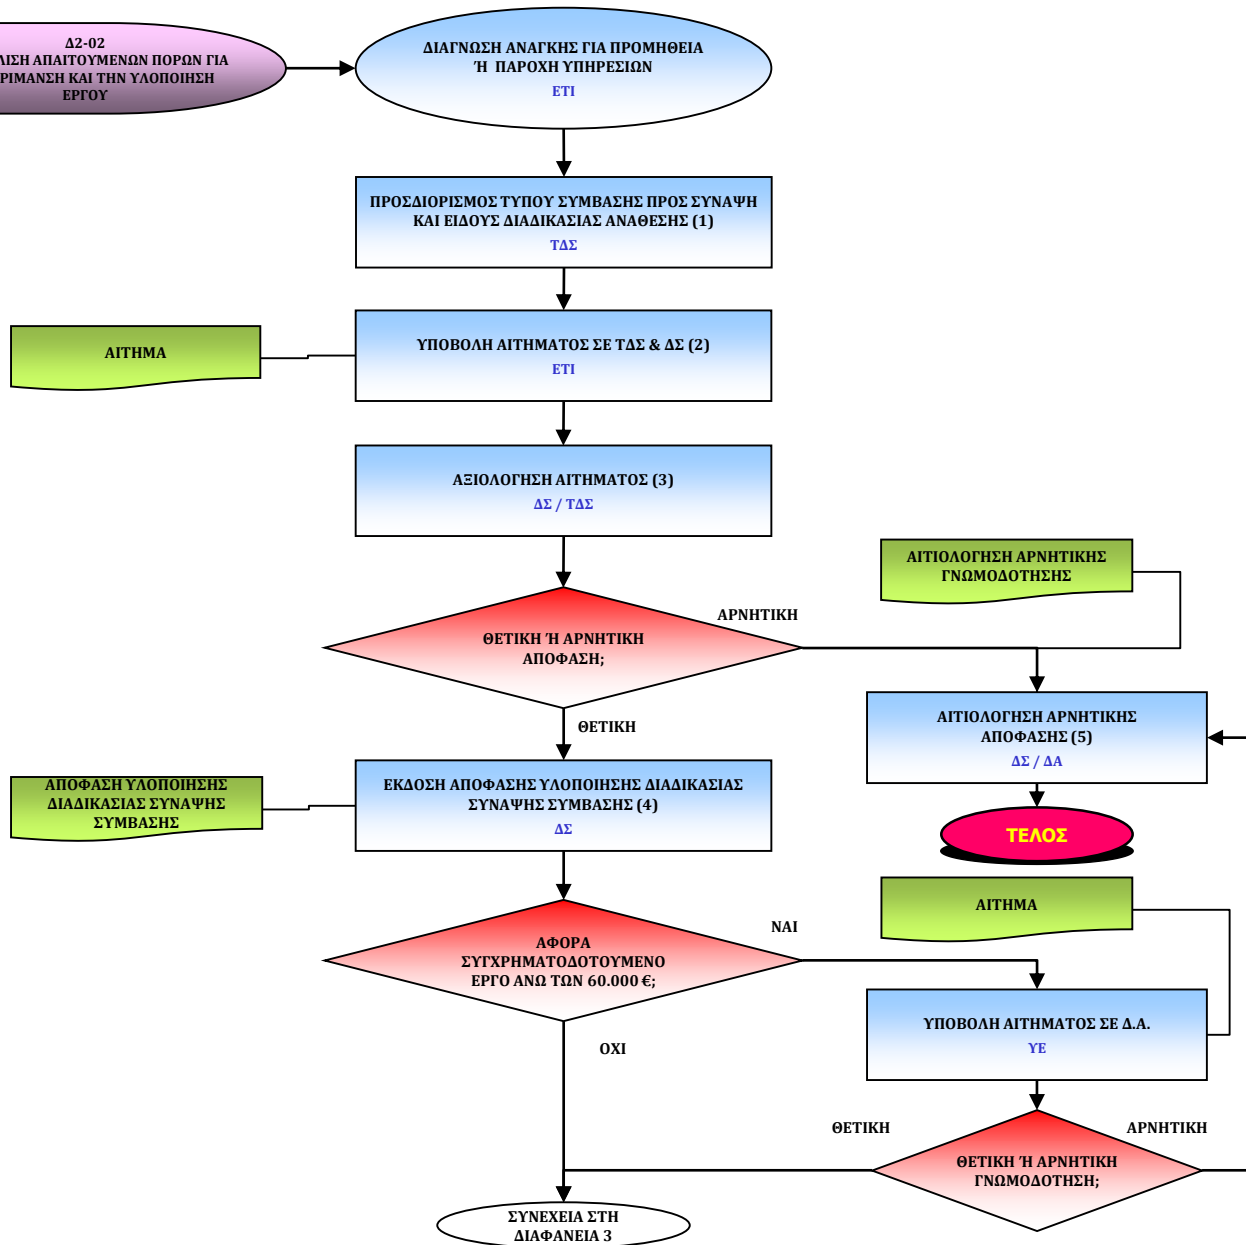 Δ2-02
ΛΙΣΗ ΑΠΑΙΤΟΥΜΕΝΩΝ ΠΟΡΩΝ ΓΙΑ
ΡΙΜΑΝΣΗ ΚΑΙ ΤΗΝ ΥΛΟΠΟΙΗΣΗ
ΕΡΓΟΥ
ΔΙΑΓΝΩΣΗ ΑΝΑΓΚΗΣ ΓΙΑ ΠΡΟΜΗΘΕΙΑ
Ή ΠΑΡΟΧΗ ΥΠΗΡΕΣΙΩΝ
ΕΤΙ
ΠΡΟΣΔΙΟΡΙΣΜΟΣ ΤΥΠΟΥ ΣΥΜΒΑΣΗΣ ΠΡΟΣ ΣΥΝΑΨΗ
ΚΑΙ ΕΙΔΟΥΣ ΔΙΑΔΙΚΑΣΙΑΣ ΑΝΑΘΕΣΗΣ (1)
ΤΔΣ
ΑΙΤΗΜΑ
ΥΠΟΒΟΛΗ ΑΙΤΗΜΑΤΟΣ ΣΕ ΤΔΣ & ΔΣ (2)
ΕΤΙ
ΑΞΙΟΛΟΓΗΣΗ ΑΙΤΗΜΑΤΟΣ (3)
ΔΣ / ΤΔΣ
ΑΙΤΙΟΛΟΓΗΣΗ ΑΡΝΗΤΙΚΗΣ
ΓΝΩΜΟΔΟΤΗΣΗΣ
ΑΡΝΗΤΙΚΗ
ΘΕΤΙΚΗ Ή ΑΡΝΗΤΙΚΗ
ΑΠΟΦΑΣΗ;
ΘΕΤΙΚΗ
ΑΙΤΙΟΛΟΓΗΣΗ ΑΡΝΗΤΙΚΗΣ
ΑΠΟΦΑΣΗΣ (5)
ΔΣ / ΔΑ
ΑΠΟΦΑΣΗ ΥΛΟΠΟΙΗΣΗΣ
ΔΙΑΔΙΚΑΣΙΑΣ ΣΥΝΑΨΗΣ
ΣΥΜΒΑΣΗΣ
ΕΚΔΟΣΗ ΑΠΟΦΑΣΗΣ ΥΛΟΠΟΙΗΣΗΣ ΔΙΑΔΙΚΑΣΙΑΣ
ΣΥΝΑΨΗΣ ΣΥΜΒΑΣΗΣ (4)
ΔΣ
ΤΕΛΟΣ
ΑΙΤΗΜΑ
ΝΑΙ
ΑΦΟΡΑ
ΣΥΓΧΡΗΜΑΤΟΔΟΤΟΥΜΕΝΟ
ΕΡΓΟ ΑΝΩ ΤΩΝ 60.000 €;
ΟΧΙ
ΥΠΟΒΟΛΗ ΑΙΤΗΜΑΤΟΣ ΣΕ Δ.Α.
ΥΕ
ΘΕΤΙΚΗ
ΑΡΝΗΤΙΚΗ
ΘΕΤΙΚΗ Ή ΑΡΝΗΤΙΚΗ
ΓΝΩΜΟΔΟΤΗΣΗ;
ΣΥΝΕΧΕΙΑ ΣΤΗ
ΔΙΑΦΑΝΕΙΑ 3